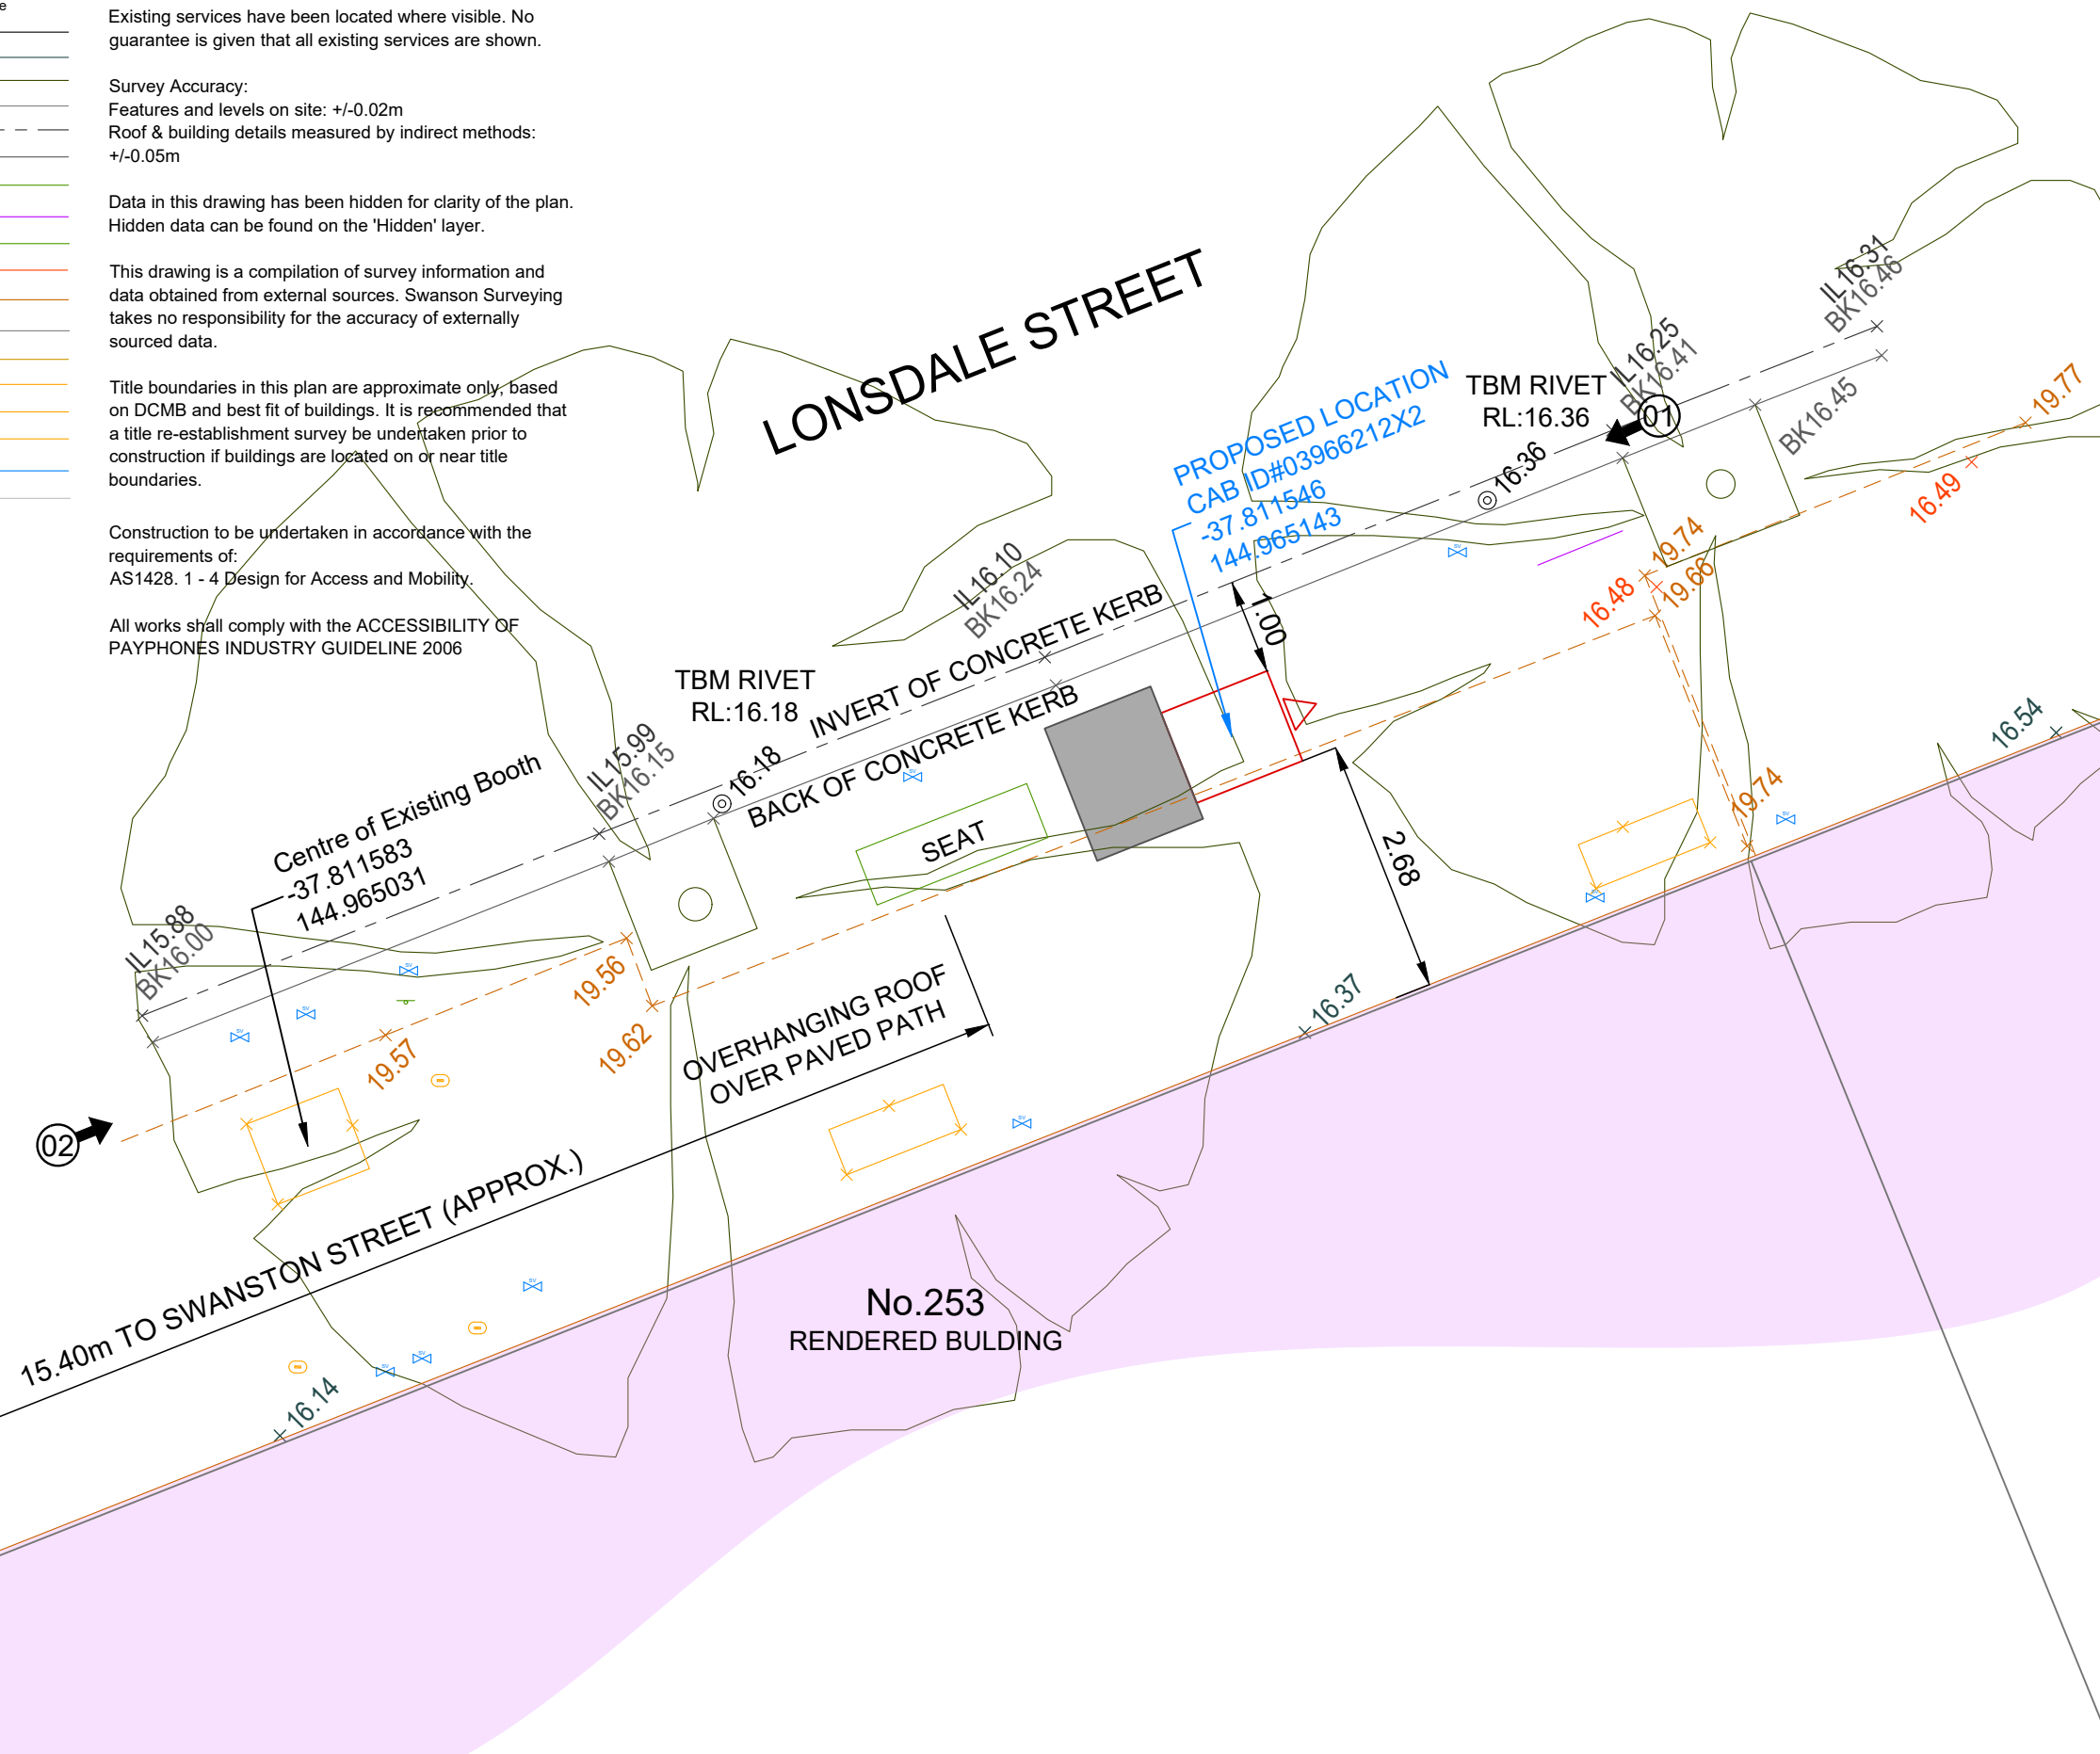 Existing services have been located where visible. No
guarantee is given that all existing services are shown.
Survey Accuracy:
Features and levels on site: +/-0.02m
Roof & building details measured by indirect methods:
+/-0.05m
Data in this drawing has been hidden for clarity of the plan.
Hidden data can be found on the 'Hidden' layer.
This drawing is a compilation of survey information and
data obtained from external sources. Swanson Surveying
takes no responsibility for the accuracy of externally
sourced data.
Title boundaries in this plan are approximate only, based
on DCMB and best fit of buildings. It is recommended that
a title re-establishment survey be undertaken prior to
construction if buildings are located on or near title
boundaries.
Construction to be undertaken in accordance with the
requirements of:
AS1428. 1 - 4 Design for Access and Mobility.
All works shall comply with the ACCESSIBILITY OF
PAYPHONES INDUSTRY GUIDELINE 2006
LONSDALE STREET
PROPOSED LOCATION
CAB ID#03966212X2
-37.811546
144.965143
TBM RIVET
RL:16.36
16.36
IL16.25
BK16.41
01
IL16.31
BK16.46
BK16.45
19.77
16.49
19.74
19.66
16.48
IL16.10
BK16.24
1.00
INVERT OF CONCRETE KERB
BACK OF CONCRETE KERB
TBM RIVET
RL:16.18
16.18
IL15.99
BK16.15
Centre of Existing Booth
-37.811583
144.965031
IL15.88
BK16.00
SEAT
2.68
16.54
19.74
19.56
19.62
19.57
02
OVERHANGING ROOF
OVER PAVED PATH
16.37
15.40m TO SWANSTON STREET (APPROX.)
16.14
No.253
RENDERED BULDING